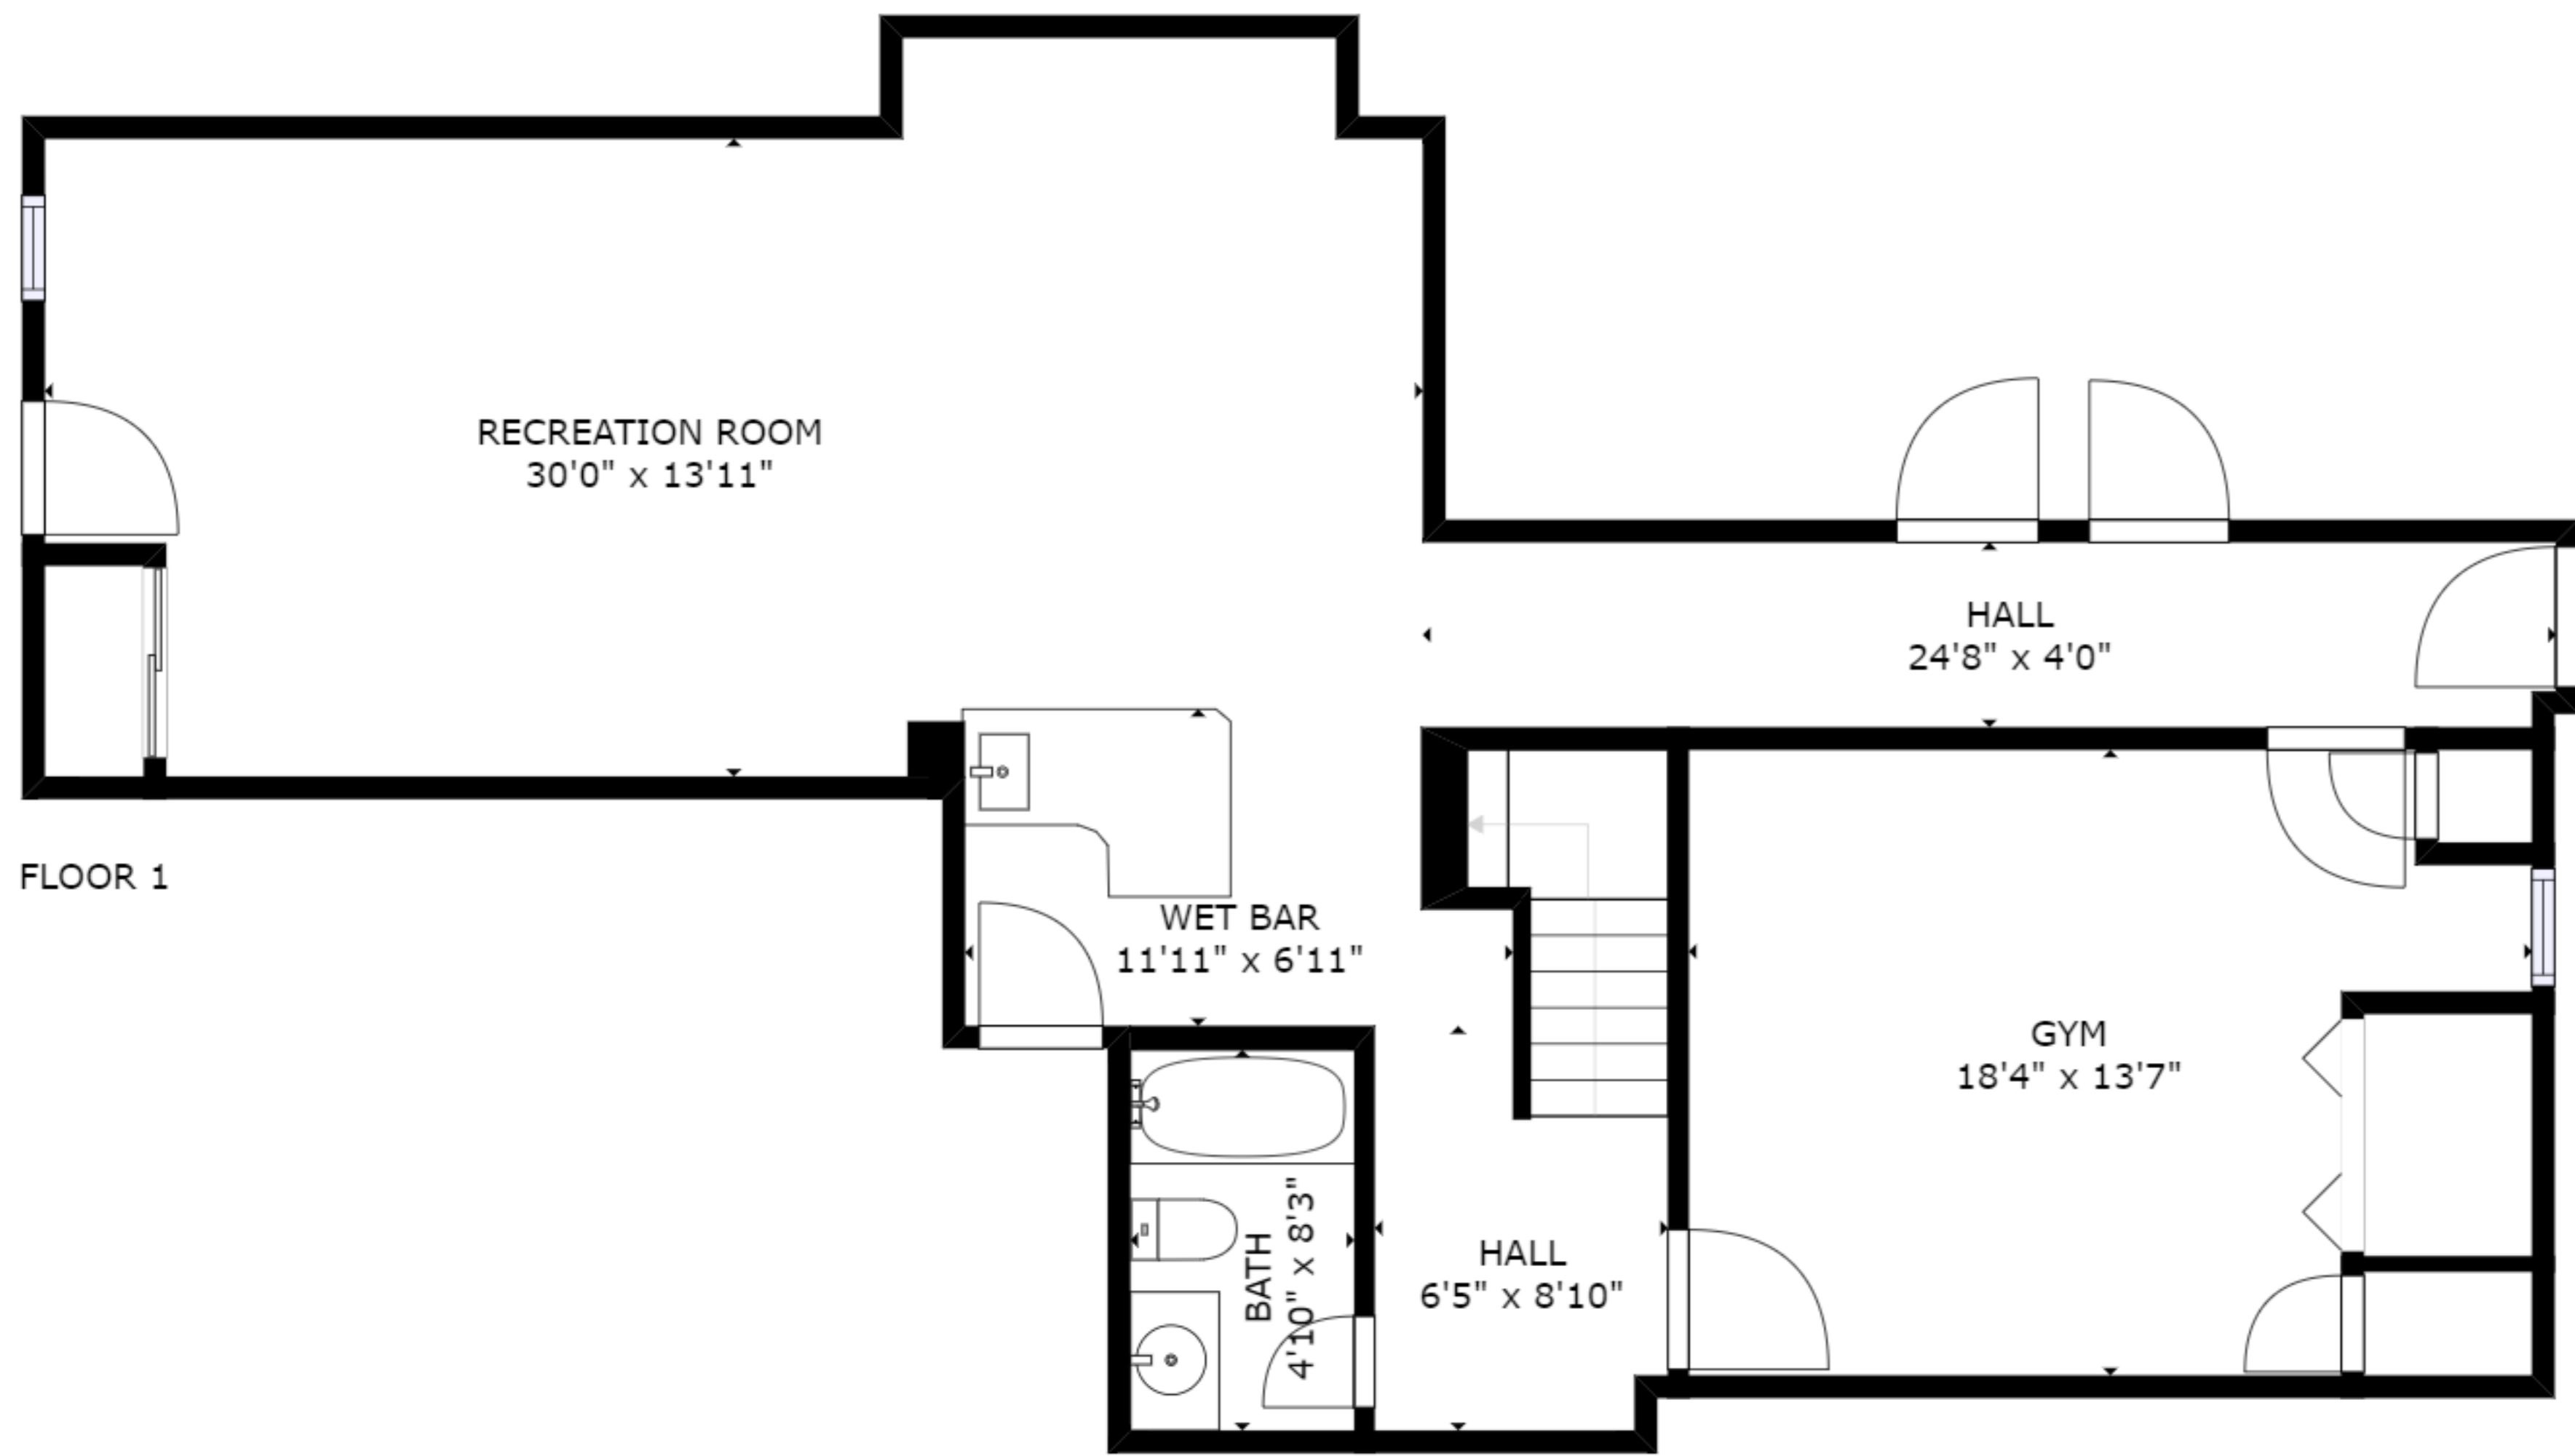 RECREATION ROOM
30'0" x 13'11"
HALL
24'8" x 4'0"
FLOOR 1
WET BAR
11'11" x 6'11"
GYM
18'4" x 13'7"
BATH
4'10" x 8'3"
HALL
6'5" x 8'10"